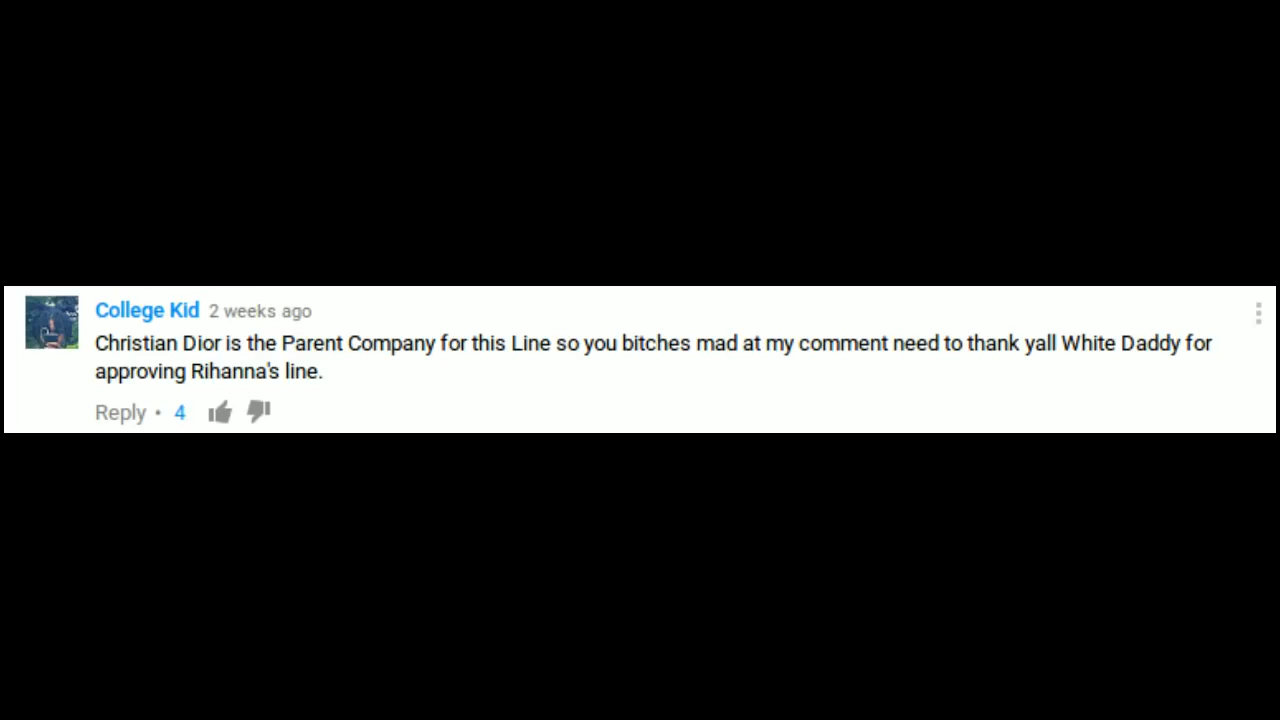 College Kid 2 weeks ago
Christian Dior is the Parent Company for this Line so you bitches mad at my comment need to thank yall White Daddy for
approving Rihanna's line.
Reply • 4